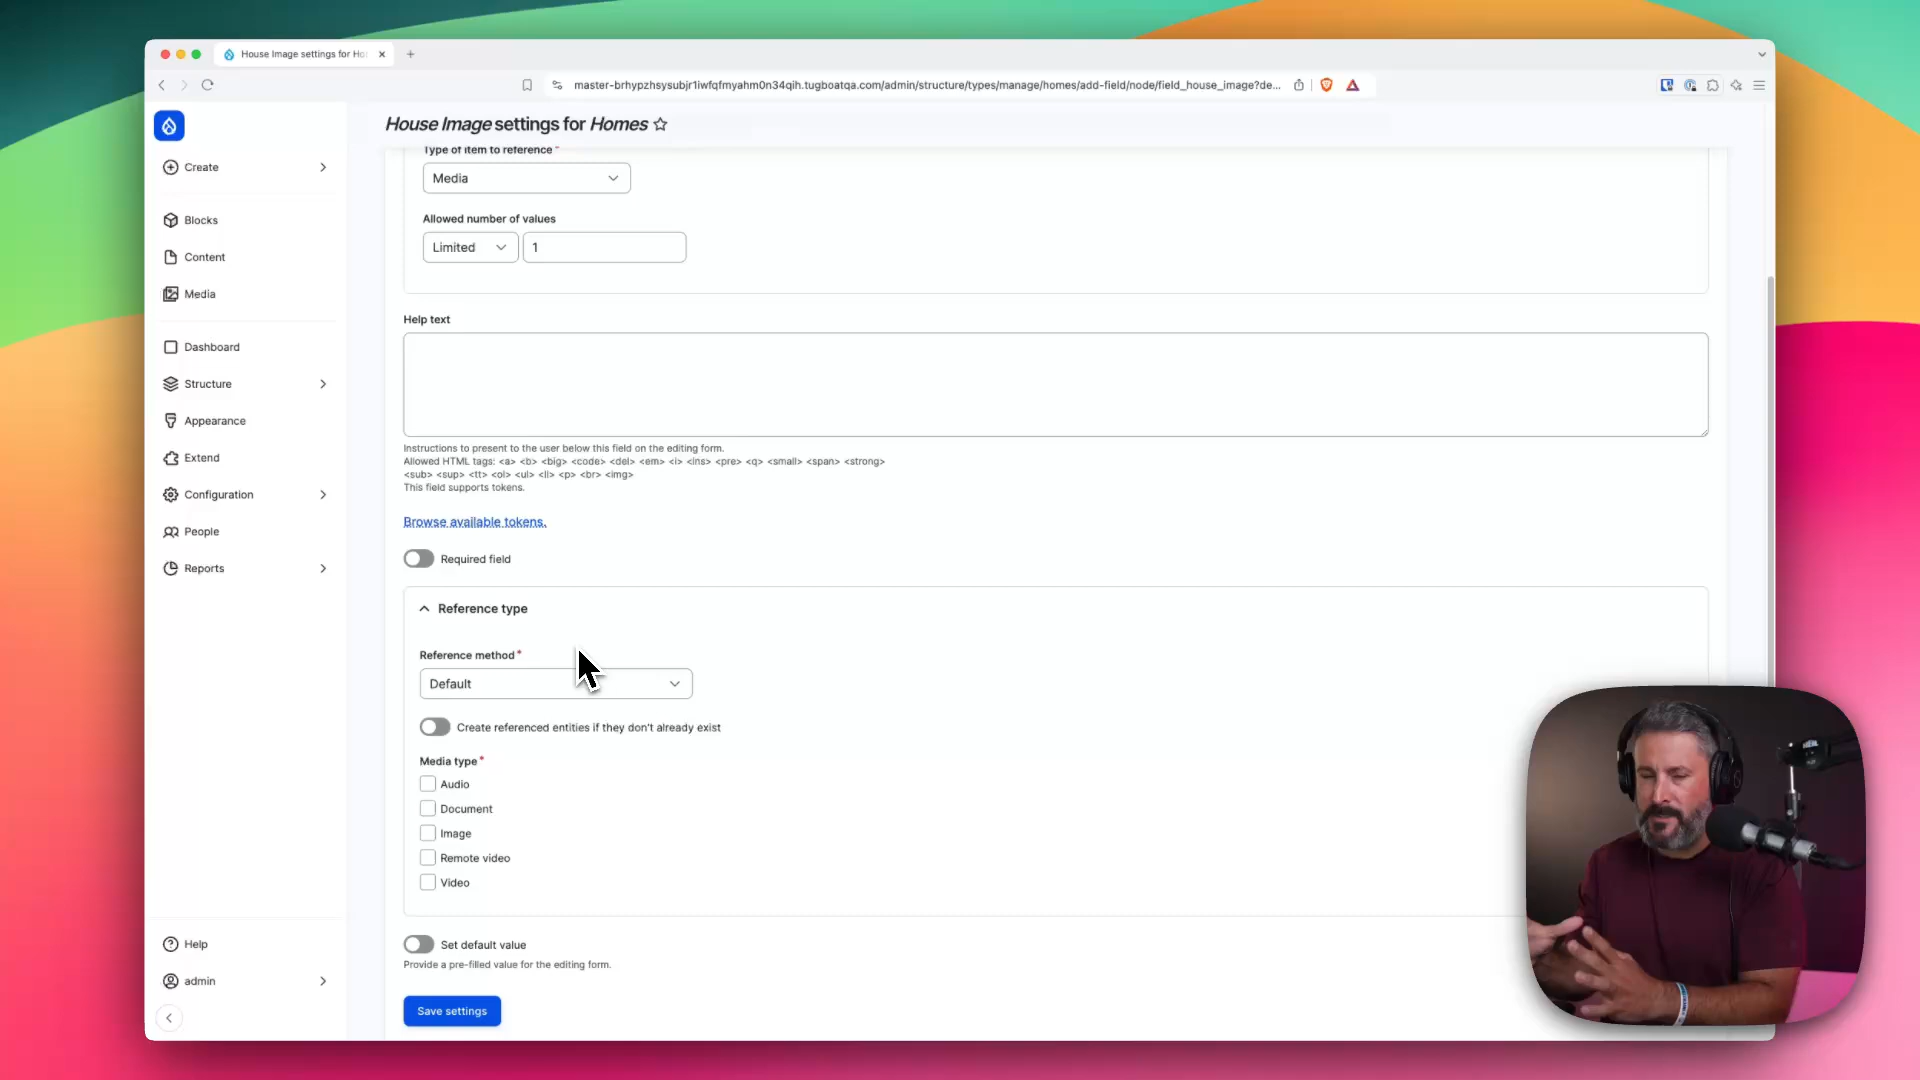 House Image settings for Ho
master-brhypzhsysubjr1iwfqfmyahm0n34qih.tugboatqa.com/admin/structure/types/manage/homes/add-field/node/field_house_image?de...
House Image settings for Homes
Create
Blocks
Content
Media
Dashboard
Structure
Appearance
Extend
Configuration
People
Reports
Help
admin
Type of item to reference *
Media
Allowed number of values
Limited 1
Help text
Instructions to present to the user below this field on the editing form.
Allowed HTML tags: <a> <b> <big> <code> <del> <em> <i> <ins> <pre> <q> <small> <span> <strong>
<sub> <sup> <tt> <ol> <ul> <li> <p> <br> <img>
This field supports tokens.
Browse available tokens.
Required field
Reference type
Reference method *
Default
Create referenced entities if they don't already exist
Media type *
Audio
Document
Image
Remote video
Video
Set default value
Provide a pre-filled value for the editing form.
Save settings